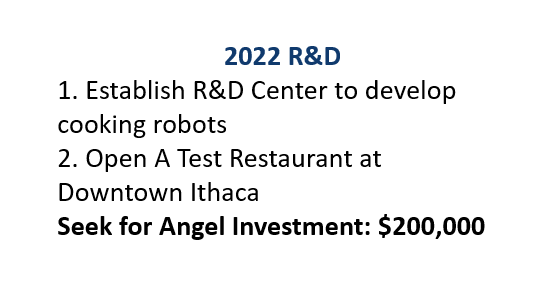 2022 R&D
1. Establish R&D Center to develop
cooking robots
2. Open A Test Restaurant at
Downtown Ithaca
Seek for Angel Investment: $200,000